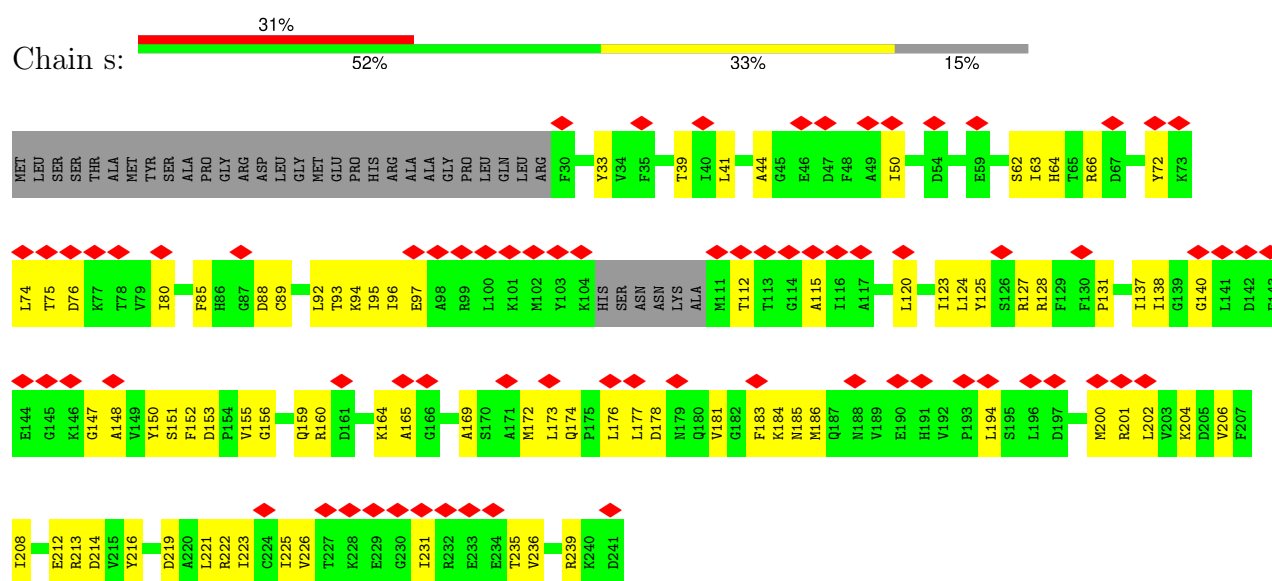 31%
Chain s:
52% 33% 15%
MET LEU SER SER THR ALA MET TYR SER ALA PRO GLY ARG ASP LEU GLY MET GLU PRO HIS ARG ALA ALA GLY PRO LEU GLN LEU ARG F30 Y33 V34 F35 T39 I40 L41 A44 G45 E46 D47 F48 A49 I50 D54 E59 S62 I63 H64 T65 R66 D67 Y72 K73
L74 T75 D76 K77 T78 V79 I80 F85 H86 G87 D88 C89 L92 T93 K94 I95 I96 E97 A98 R99 L100 K101 M102 Y103 K104 HIS SER ASN ASN LYS ALA M111 T112 T113 G114 A115 I116 A117 L120 I123 L124 Y125 S126 R127 R128 F129 F130 P131 I137 I138 G139 G140 L141 D142
E144 G145 K146 G147 A148 V149 Y150 S151 F152 D153 P154 V155 G156 Q159 R160 D161 K164 A165 G166 A169 S170 A171 M172 L173 Q174 P175 L176 L177 D178 N179 Q180 V181 G182 F183 K184 N185 M186 Q187 N188 V189 E190 H191 V192 P193 L194 S195 L196 D197 M200 R201 L202 V203 K204 D205 V206 F207
I208 E212 R213 D214 V215 Y216 D219 A220 L221 R222 I223 C224 I225 V226 T227 K228 E229 G230 I231 R232 E233 E234 T235 V236 R239 K240 D241